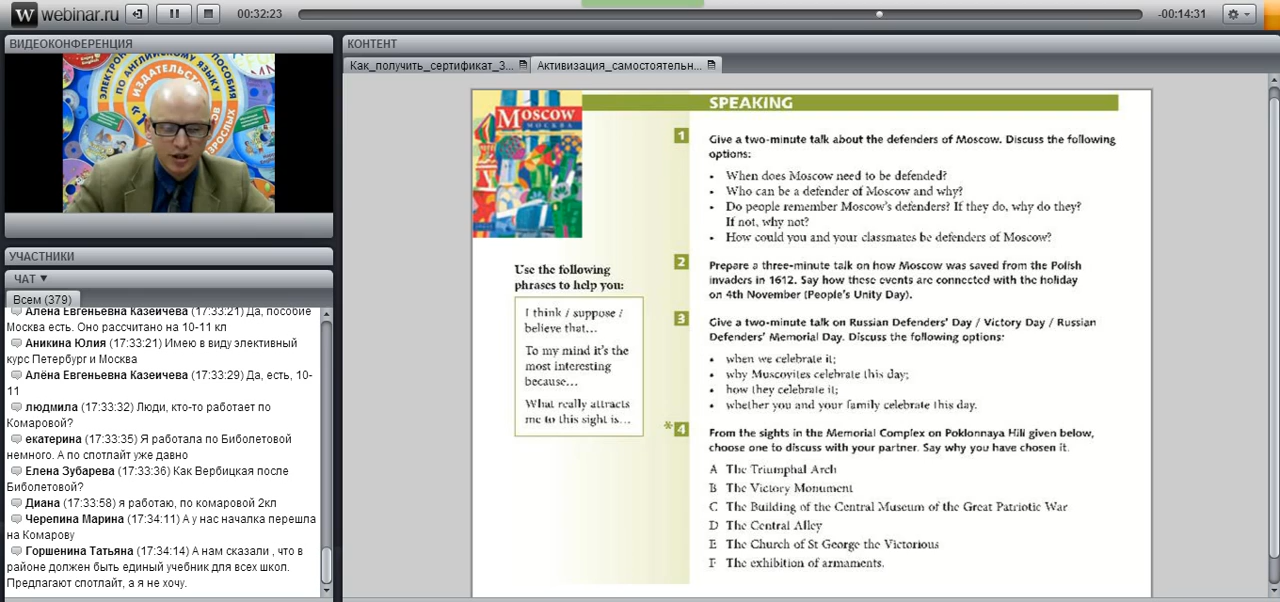 webinar.ru
00:32:23
-00:14:31
ВИДЕОКОНФЕРЕНЦИЯ
ЭЛЕКТРОННЫЕ
ПОСОБИЯ
ПО АНГЛИЙСКОМУ ЯЗЫКУ
ИЗДАТЕЛЬСТВ
УЧАСТНИКИ
ЧАТ ▼
Всем (379)
Алёна Евгеньевна Казеичева (17:33:21) Да, пособие
Москва есть. Оно рассчитано на 10-11 кл
Аникина Юлия (17:33:21) Имею в виду элективный
курс Петербург и Москва
Алёна Евгеньевна Казеичева (17:33:29) Да, есть, 10-
11
людмила (17:33:32) Люди, кто-то работает по
Комаровой?
екатерина (17:33:35) Я работала по Биболетовой
немного. А по спотлайт уже давно
Елена Зубарева (17:33:36) Как Вербицкая после
Биболетовой?
Диана (17:33:58) я работаю, по комаровой 2кл
Черепина Марина (17:34:11) А у нас началка перешла
на Комарову
Горшенина Татьяна (17:34:14) А нам сказали , что в
районе должен быть единый учебник для всех школ.
Предлагают спотлайт, а я не хочу.
КОНТЕНТ
Как_получить_сертификат_3...
Активизация_самостоятельн...
MOSCOW
МОСКВА
SPEAKING
1
Give a two-minute talk about the defenders of Moscow. Discuss the following
options:
• When does Moscow need to be defended?
• Who can be a defender of Moscow and why?
• Do people remember Moscow's defenders? If they do, why do they?
If not, why not?
• How could you and your classmates be defenders of Moscow?
2
Prepare a three-minute talk on how Moscow was saved from the Polish
invaders in 1612. Say how these events are connected with the holiday
on 4th November (People's Unity Day).
3
Give a two-minute talk on Russian Defenders' Day / Victory Day / Russian
Defenders' Memorial Day. Discuss the following options:
• when we celebrate it;
• why Muscovites celebrate this day;
• how they celebrate it;
• whether you and your family celebrate this day.
*4
From the sights in the Memorial Complex on Poklonnaya Hill given below,
choose one to discuss with your partner. Say why you have chosen it.
A The Triumphal Arch
B The Victory Monument
C The Building of the Central Museum of the Great Patriotic War
D The Central Alley
E The Church of St George the Victorious
F The exhibition of armaments.
Use the following
phrases to help you:
I think / suppose /
believe that...
To my mind it's the
most interesting
because...
What really attracts
me to this sight is...